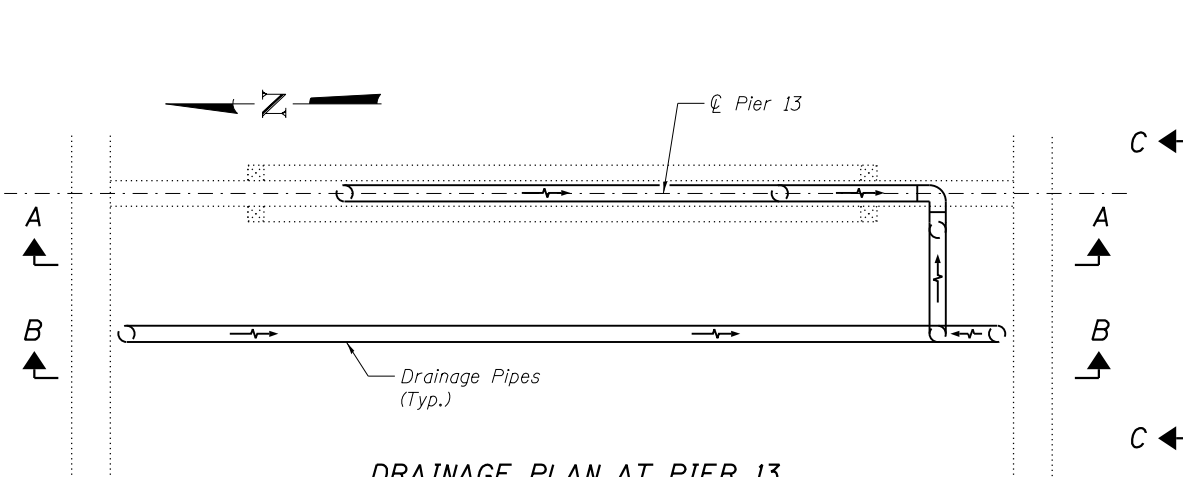 N
℄ Pier 13
C
A
A
B
B
Drainage Pipes
(Typ.)
C
DRAINAGE PLAN AT PIER 13